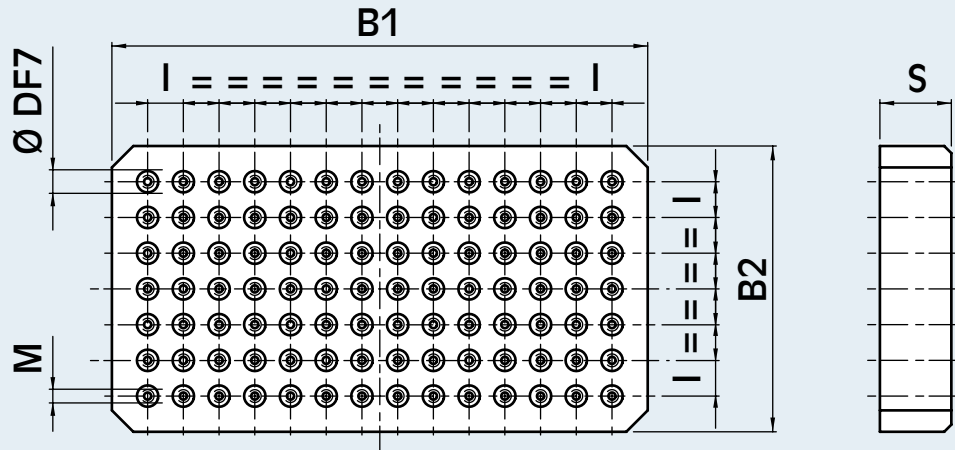 B1
I = = = = = = = = = = = I
S
Ø DF7
I = = = = I
B2
M